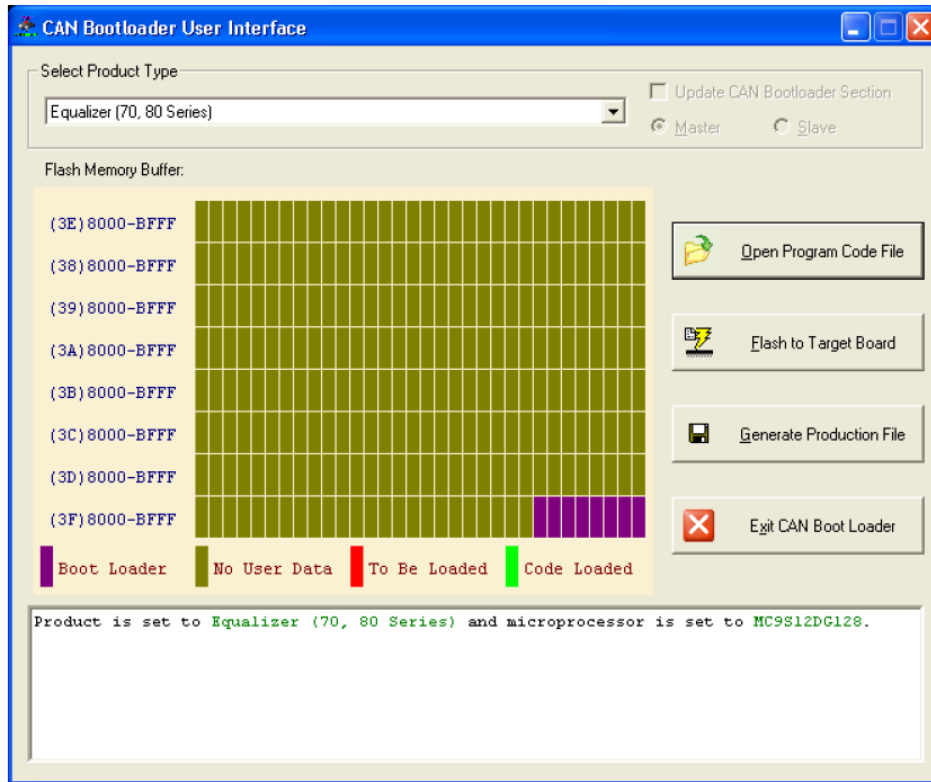 CAN Bootloader User Interface
Select Product Type
Equalizer (70, 80 Series)
Update CAN Bootloader Section
Master Slave
Flash Memory Buffer:
(3E)8000-BFFF
(38)8000-BFFF
(39)8000-BFFF
(3A)8000-BFFF
(3B)8000-BFFF
(3C)8000-BFFF
(3D)8000-BFFF
(3F)8000-BFFF
Boot Loader No User Data To Be Loaded Code Loaded
Open Program Code File
Flash to Target Board
Generate Production File
Exit CAN Boot Loader
Product is set to Equalizer (70, 80 Series) and microprocessor is set to MC9S12DG128.